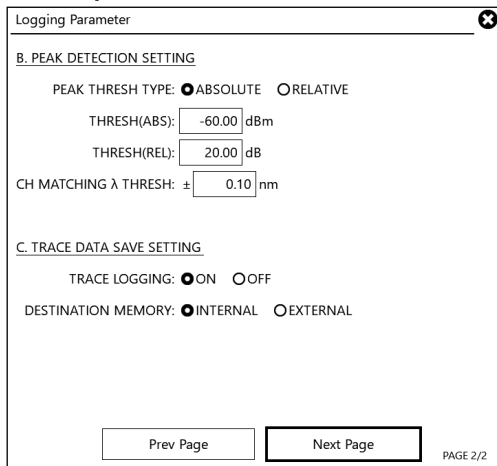 Logging Parameter
B. PEAK DETECTION SETTING
PEAK THRESH TYPE: ABSOLUTE RELATIVE
THRESH(ABS): -60.00 dBm
THRESH(REL): 20.00 dB
CH MATCHING λ THRESH: ± 0.10 nm
C. TRACE DATA SAVE SETTING
TRACE LOGGING: ON OFF
DESTINATION MEMORY: INTERNAL EXTERNAL
Prev Page Next Page PAGE 2/2